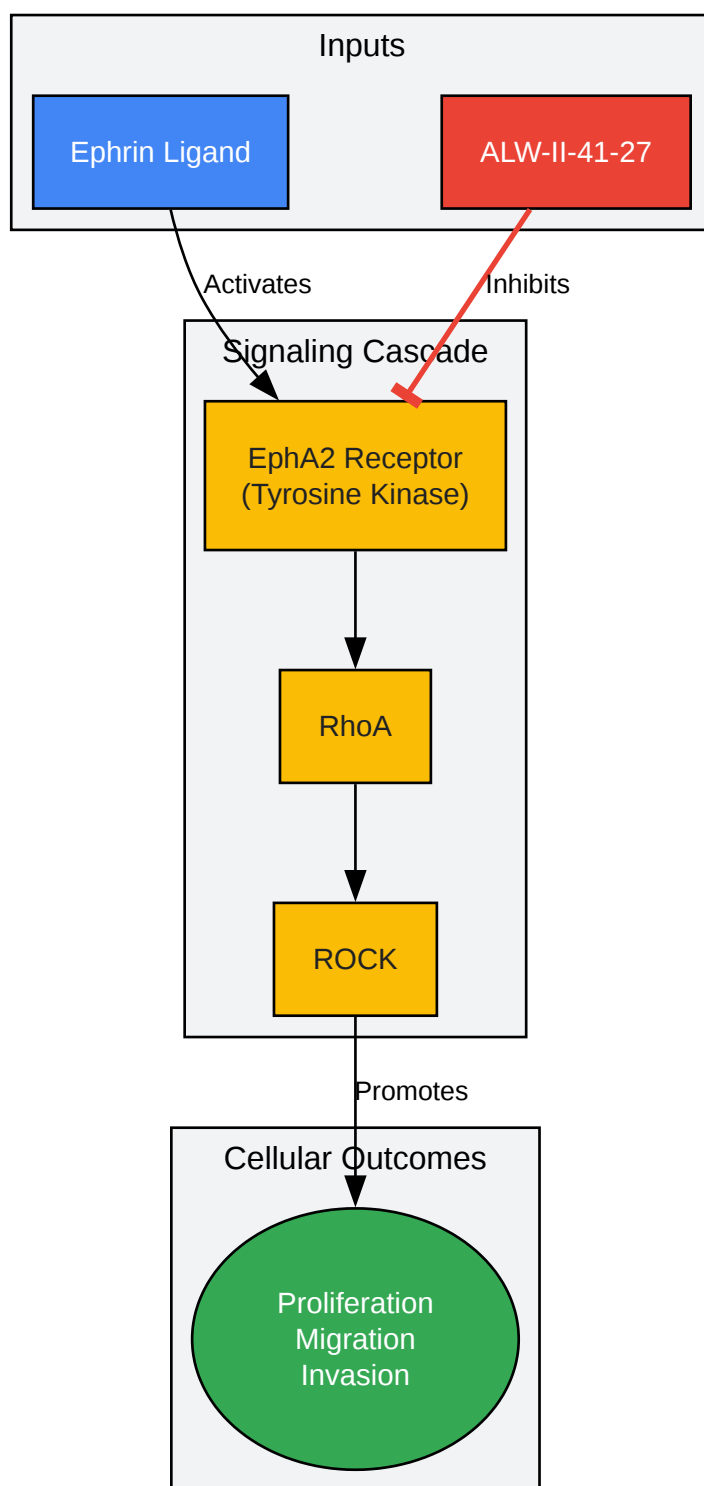 Inputs
Ephrin Ligand
ALW-II-41-27
Activates
Inhibits
Signaling Cascade
EphA2 Receptor
(Tyrosine Kinase)
RhoA
ROCK
Promotes
Cellular Outcomes
Proliferation
Migration
Invasion